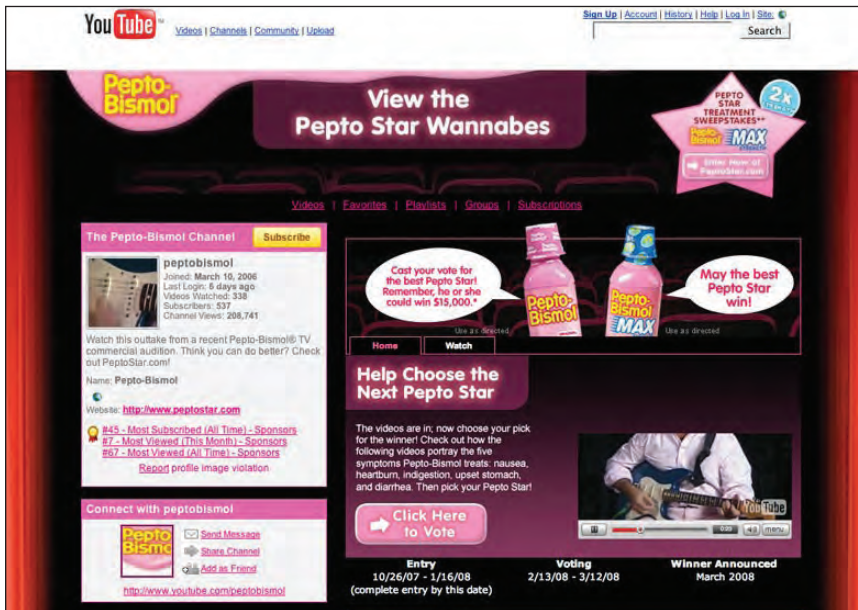 YouTube™
Videos | Channels | Community | Upload
Sign Up | Account | History | Help | Log In | Site:
Search
Pepto-
Bismol
View the
Pepto Star Wannabes
PEPTO
STAR
TREATMENT
SWEEPSTAKES**
2x
Pepto-Bismol MAX
Enter Now at
PeptoStar.com
Videos | Favorites | Playlists | Groups | Subscriptions
The Pepto-Bismol Channel
Subscribe
peptobismol
Joined: March 10, 2006
Last Login: 6 days ago
Videos Watched: 338
Subscribers: 537
Channel Views: 208,741
Watch this outtake from a recent Pepto-Bismol® TV
commercial audition. Think you can do better? Check
out PeptoStar.com!
Name: Pepto-Bismol
Website: http://www.peptostar.com
#45 - Most Subscribed (All Time) - Sponsors
#7 - Most Viewed (This Month) - Sponsors
#67 - Most Viewed (All Time) - Sponsors
Report profile image violation
Connect with peptobismol
Pepto
Bismo
Send Message
Share Channel
Add as Friend
http://www.youtube.com/peptobismol
Cast your vote for
the best Pepto Star!
Remember, he or she
could win $15,000.*
Pepto-
Bismol
Use as directed
Pepto-
Bismol
MAX
Use as directed
May the best
Pepto Star
win!
Home
Watch
Help Choose the
Next Pepto Star
The videos are in; now choose your pick
for the winner! Check out how the
following videos portray the five
symptoms Pepto-Bismol treats: nausea,
heartburn, indigestion, upset stomach,
and diarrhea. Then pick your Pepto Star!
Click Here
to Vote
YouTube
0:00
menu
Entry
10/26/07 - 1/16/08
(complete entry by this date)
Voting
2/13/08 - 3/12/08
Winner Announced
March 2008